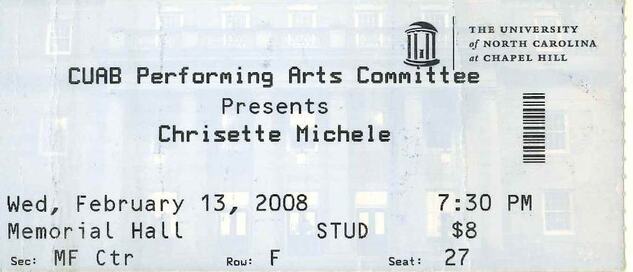 THE UNIVERSITY
of NORTH CAROLINA
at CHAPEL HILL
CUAB Performing Arts Committee
Presents
Chrisette Michele
Wed, February 13, 2008 7:30 PM
Memorial Hall STUD $8
Sec: MF Ctr Row: F Seat: 27